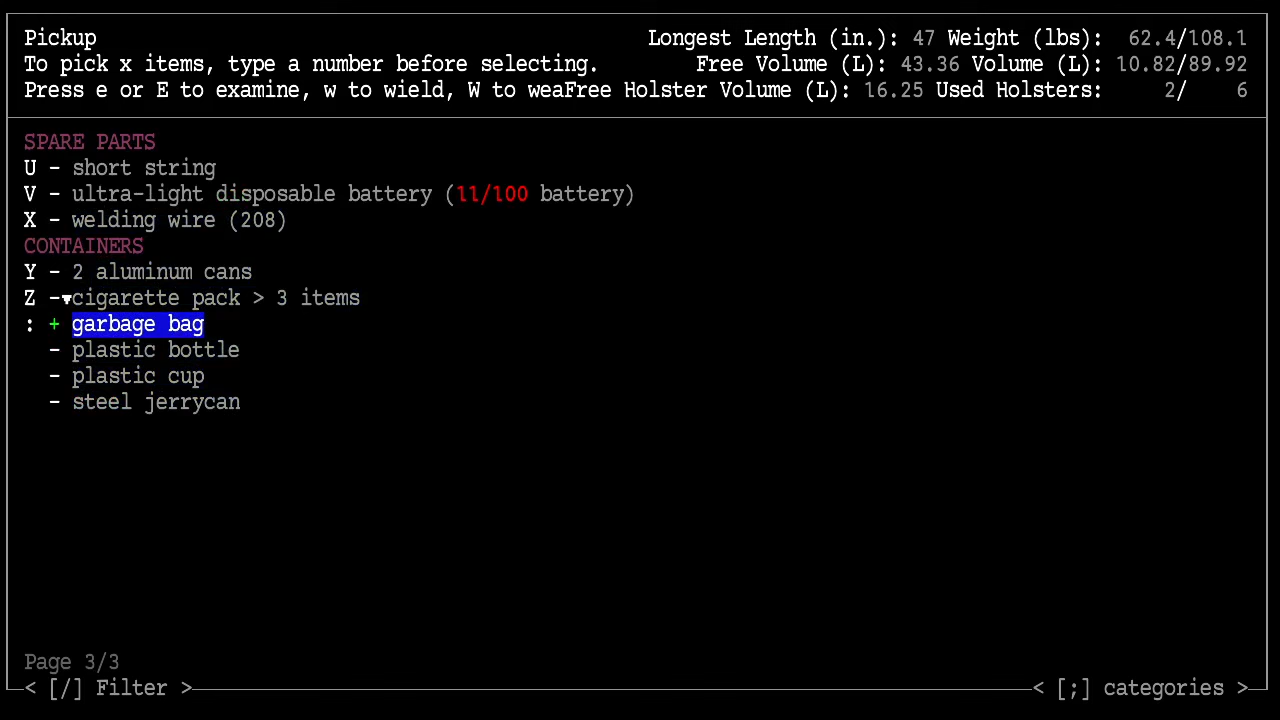 Pickup Longest Length (in.): 47 Weight (lbs): 62.4/108.1
To pick x items, type a number before selecting. Free Volume (L): 43.36 Volume (L): 10.82/89.92
Press e or E to examine, w to wield, W to weaFree Holster Volume (L): 16.25 Used Holsters: 2/ 6
SPARE PARTS
U - short string
V - ultra-light disposable battery (11/100 battery)
X - welding wire (208)
CONTAINERS
Y - 2 aluminum cans
Z -▾cigarette pack > 3 items
: + garbage bag
- plastic bottle
- plastic cup
- steel jerrycan
Page 3/3
< [/] Filter > < [;] categories >